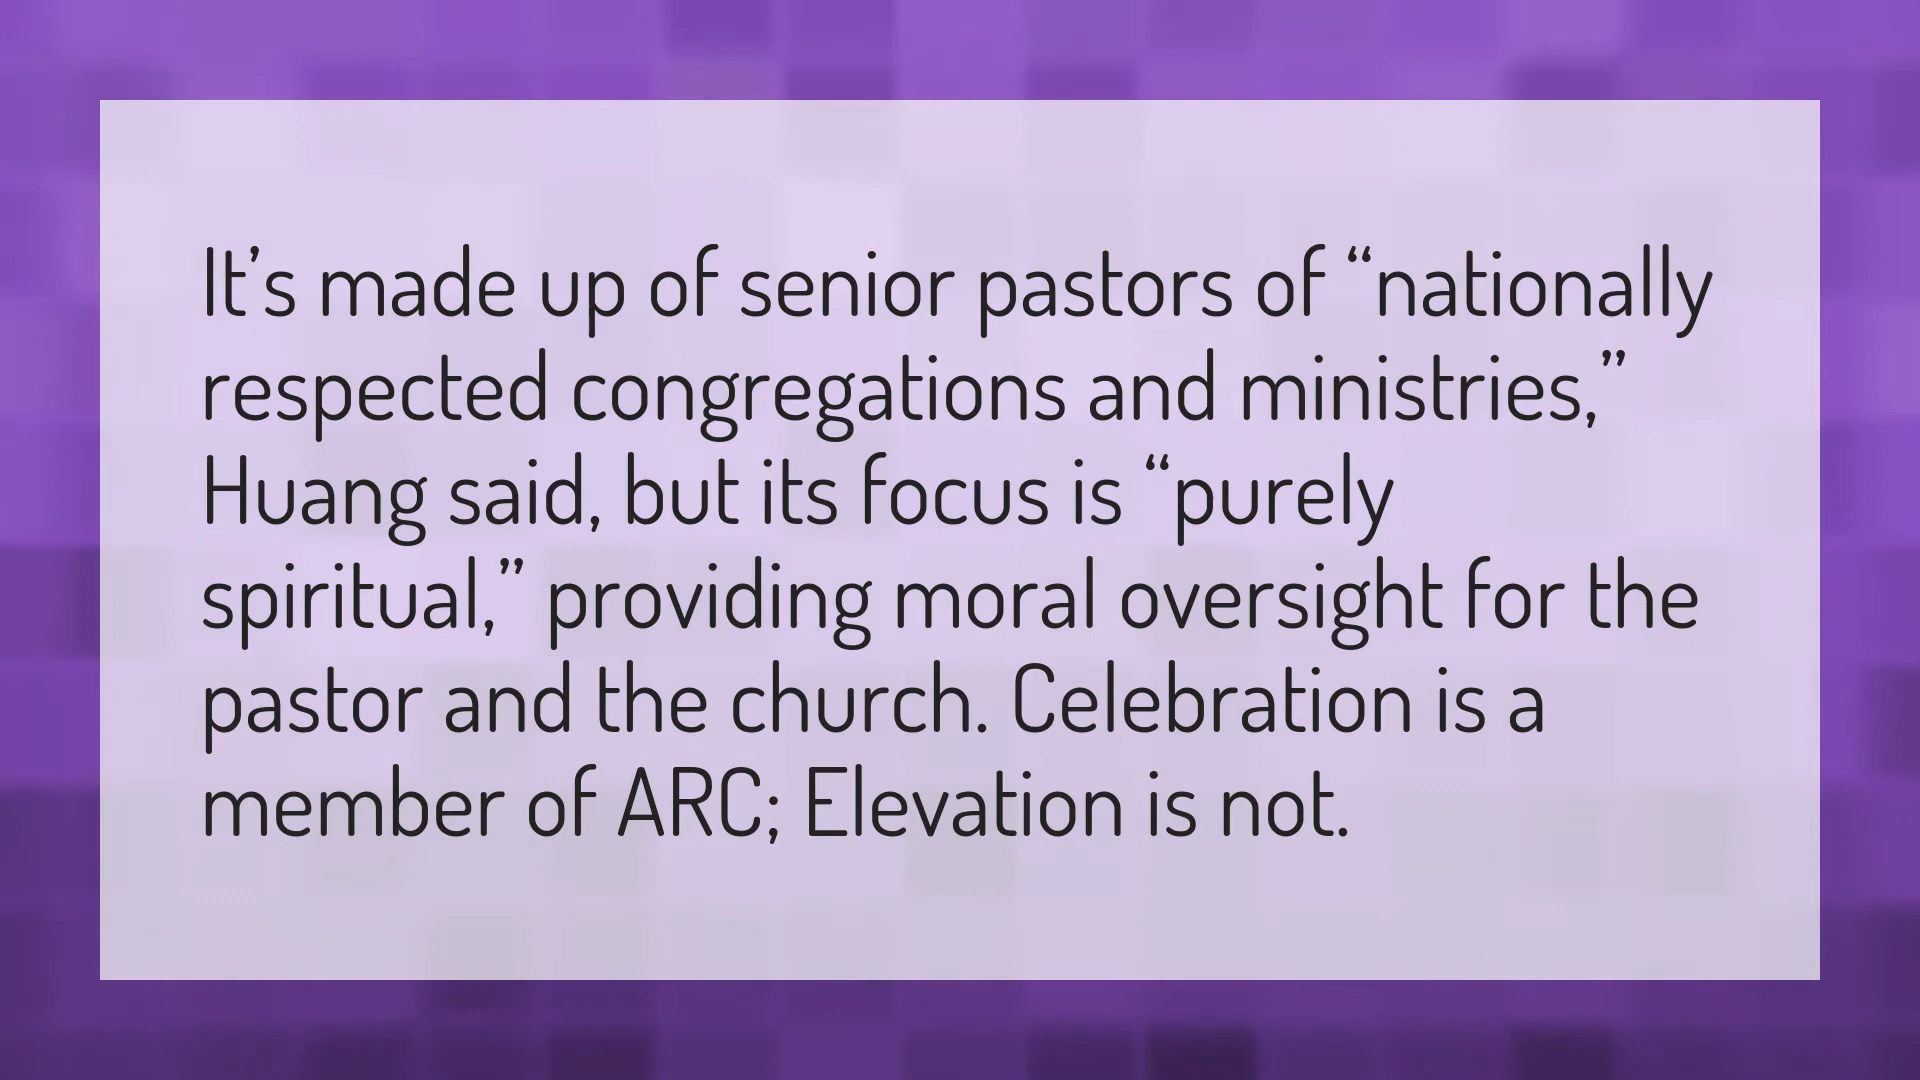 It’s made up of senior pastors of “nationally
respected congregations and ministries,”
Huang said, but its focus is “purely
spiritual,” providing moral oversight for the
pastor and the church. Celebration is a
member of ARC; Elevation is not.